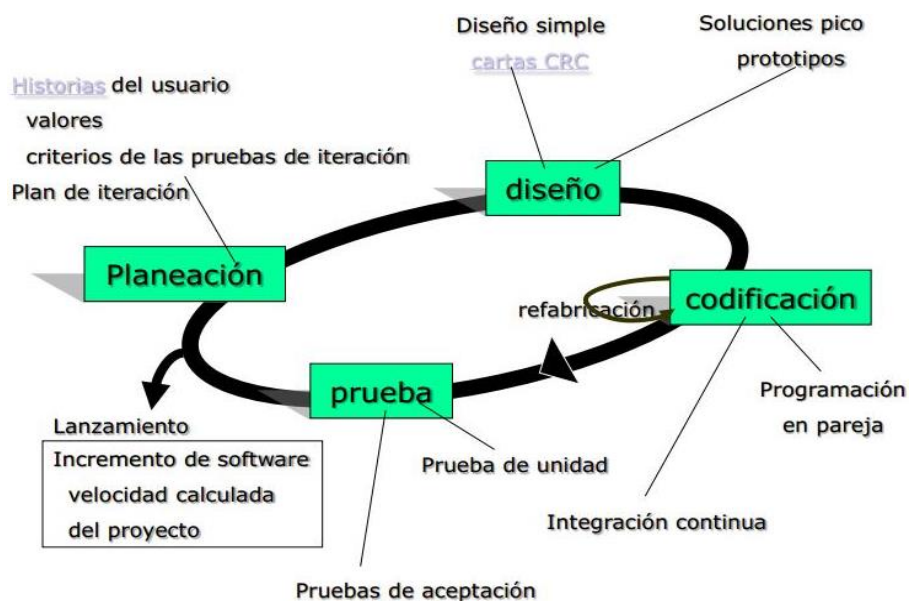 Diseño simple
cartas CRC
Soluciones pico
prototipos
Historias del usuario
valores
criterios de las pruebas de iteración
Plan de iteración
diseño
Planeación
refabricación
codificación
prueba
Programación
en pareja
Lanzamiento
Incremento de software
velocidad calculada
del proyecto
Prueba de unidad
Integración continua
Pruebas de aceptación